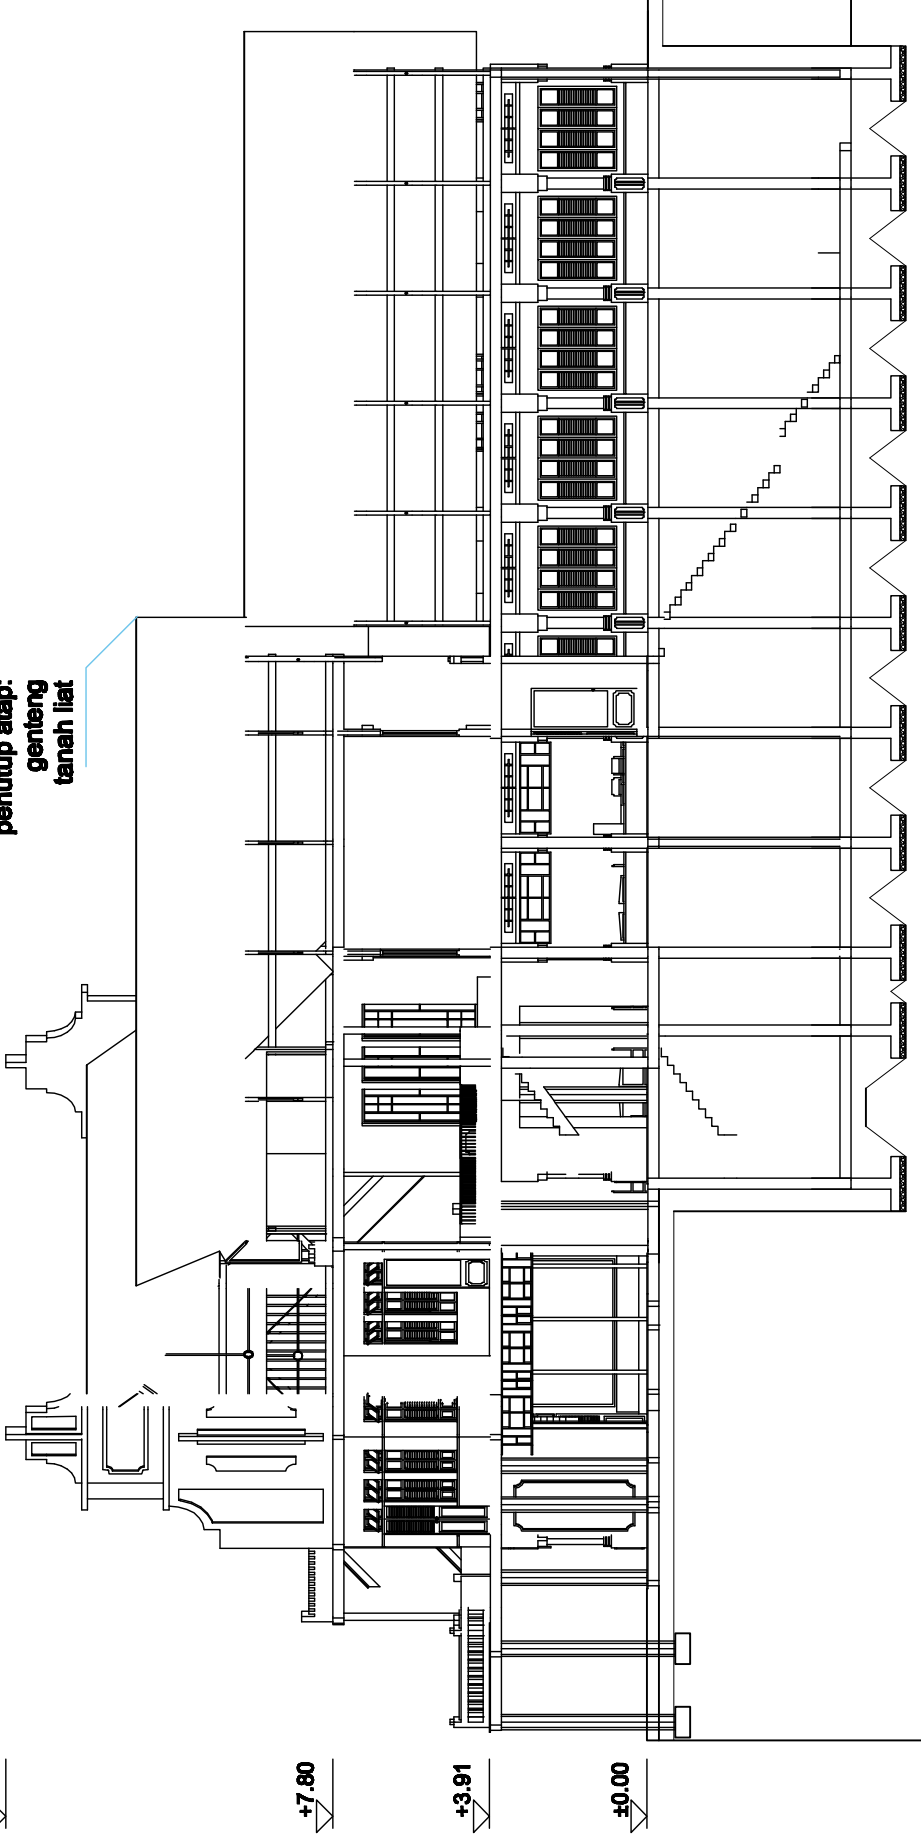 penutup atap:
genteng
tanah liat
+7.80
+3.91
±0.00